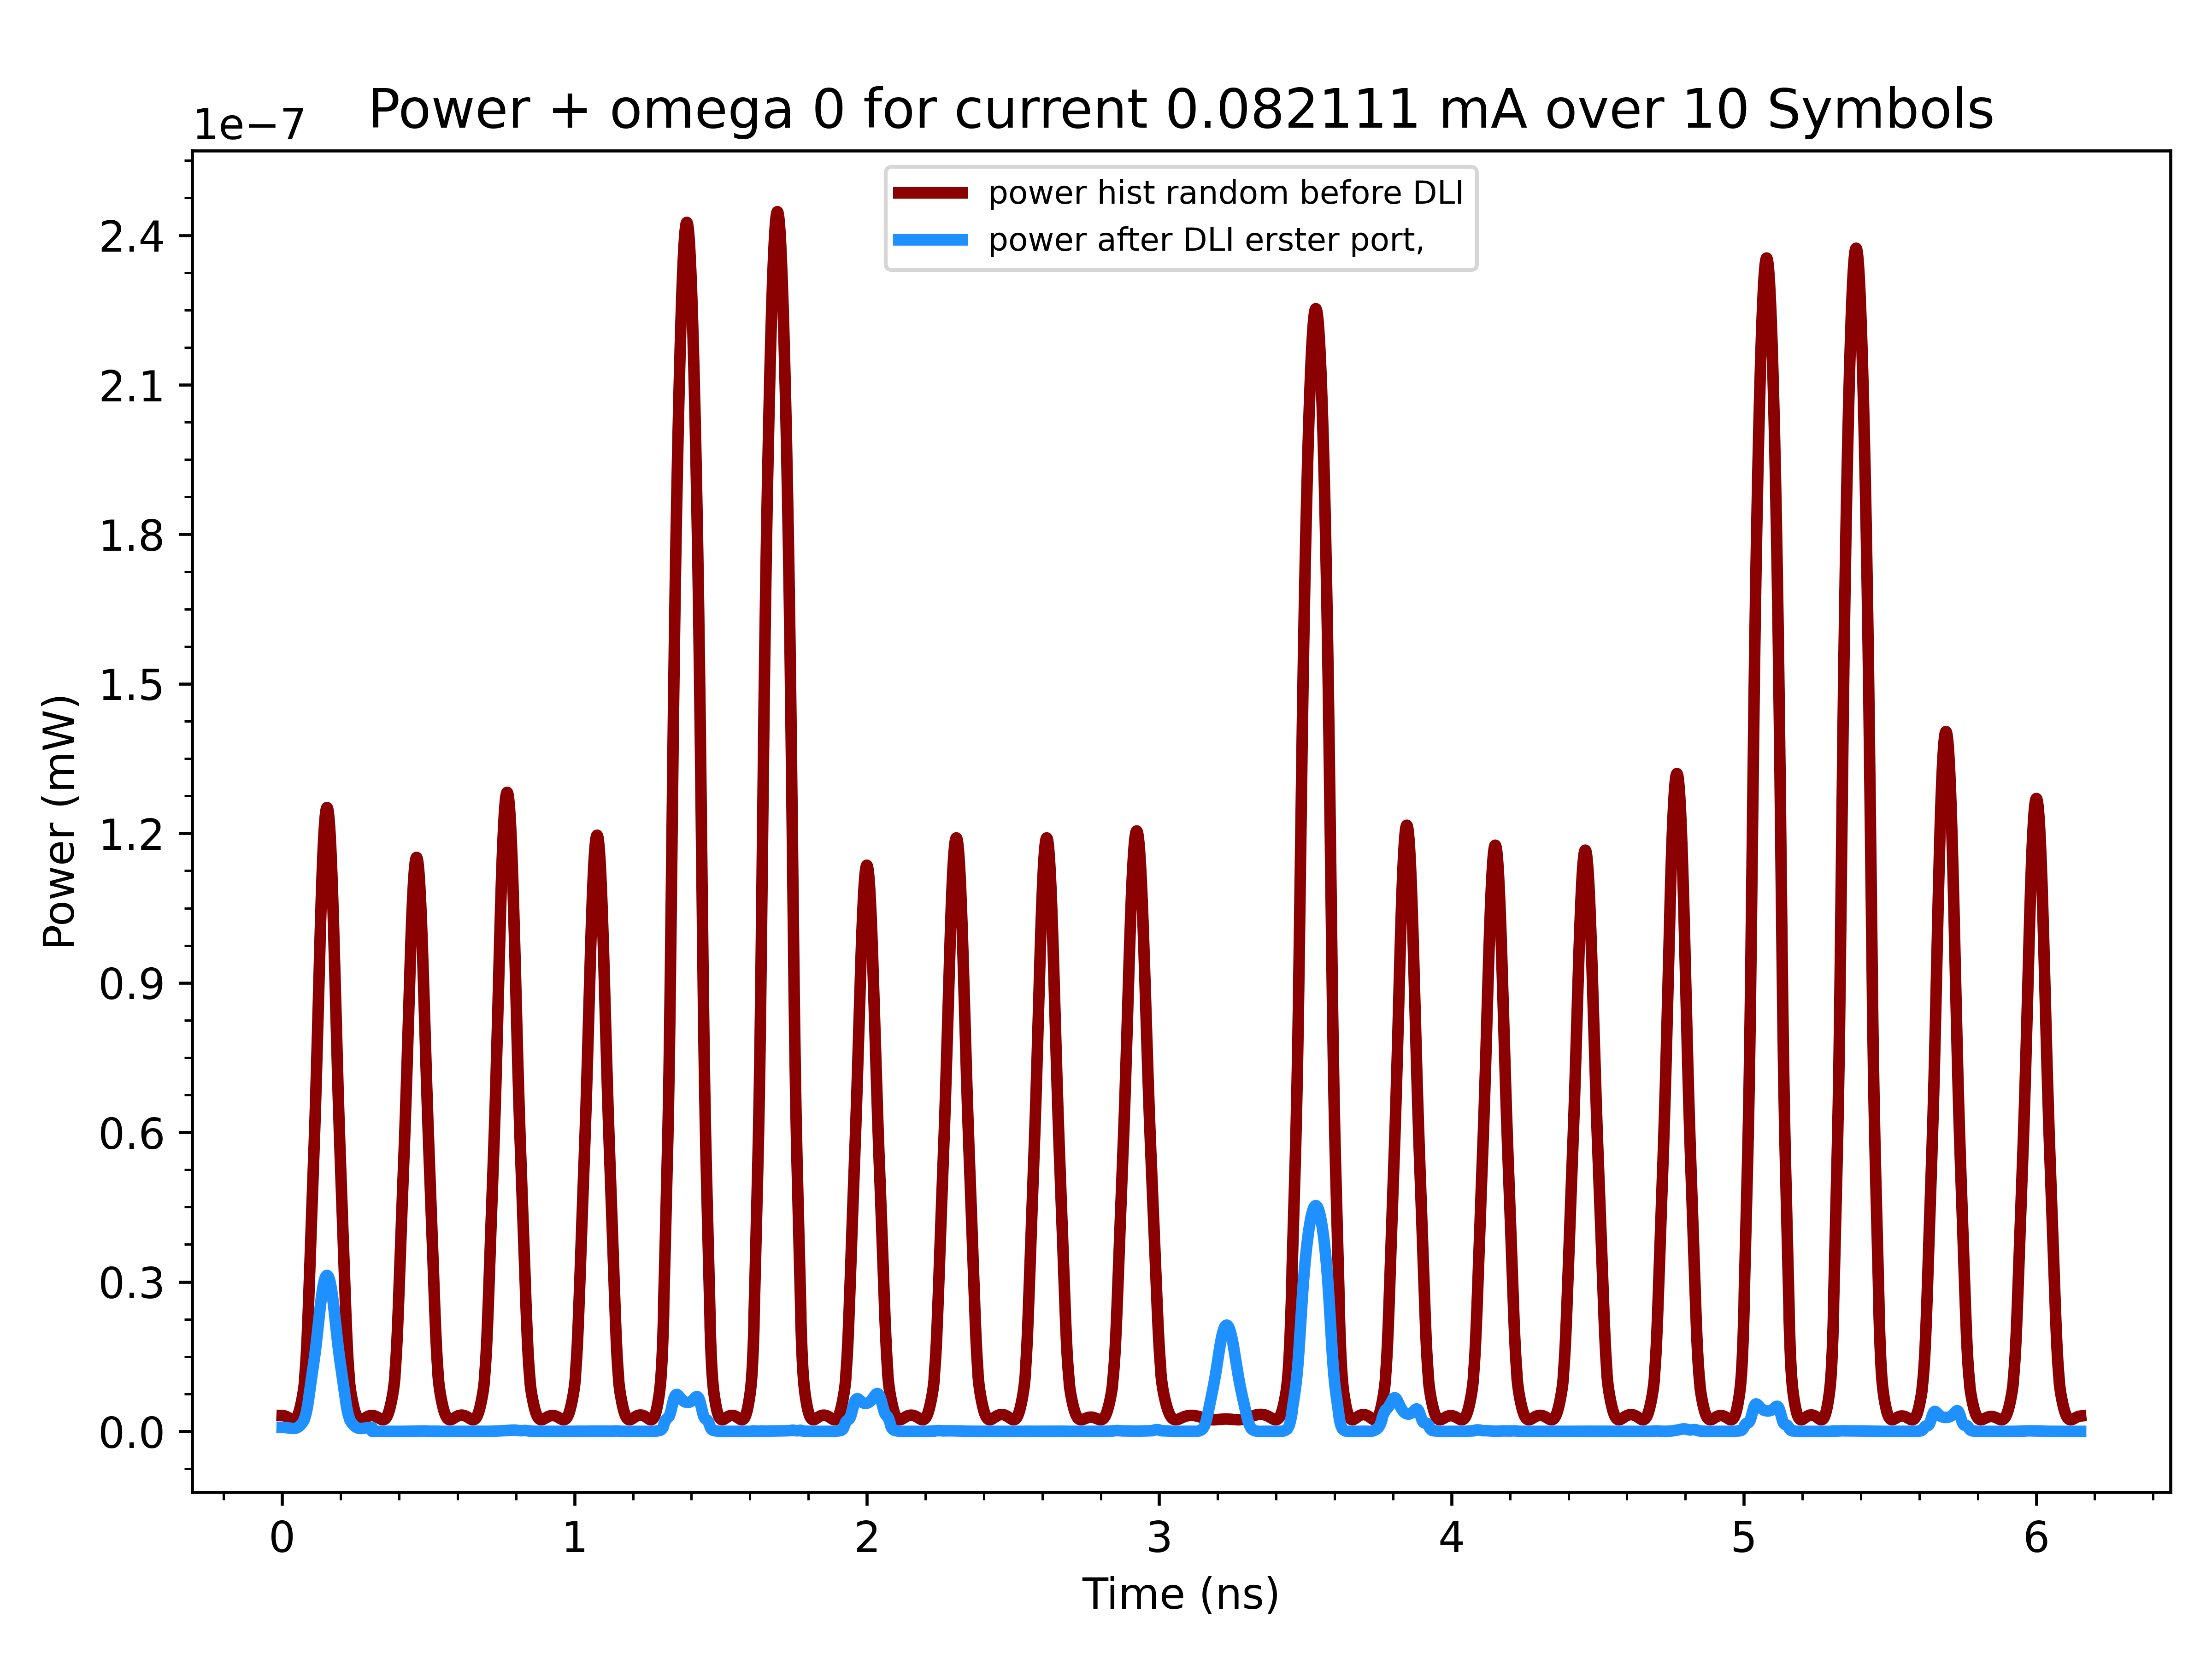 Power + omega 0 for current 0.082111 mA over 10 Symbols
1e−7
power hist random before DLI
power after DLI erster port,
2.4
2.1
1.8
1.5
1.2
0.9
0.6
0.3
0.0
Power (mW)
0 1 2 3 4 5 6
Time (ns)